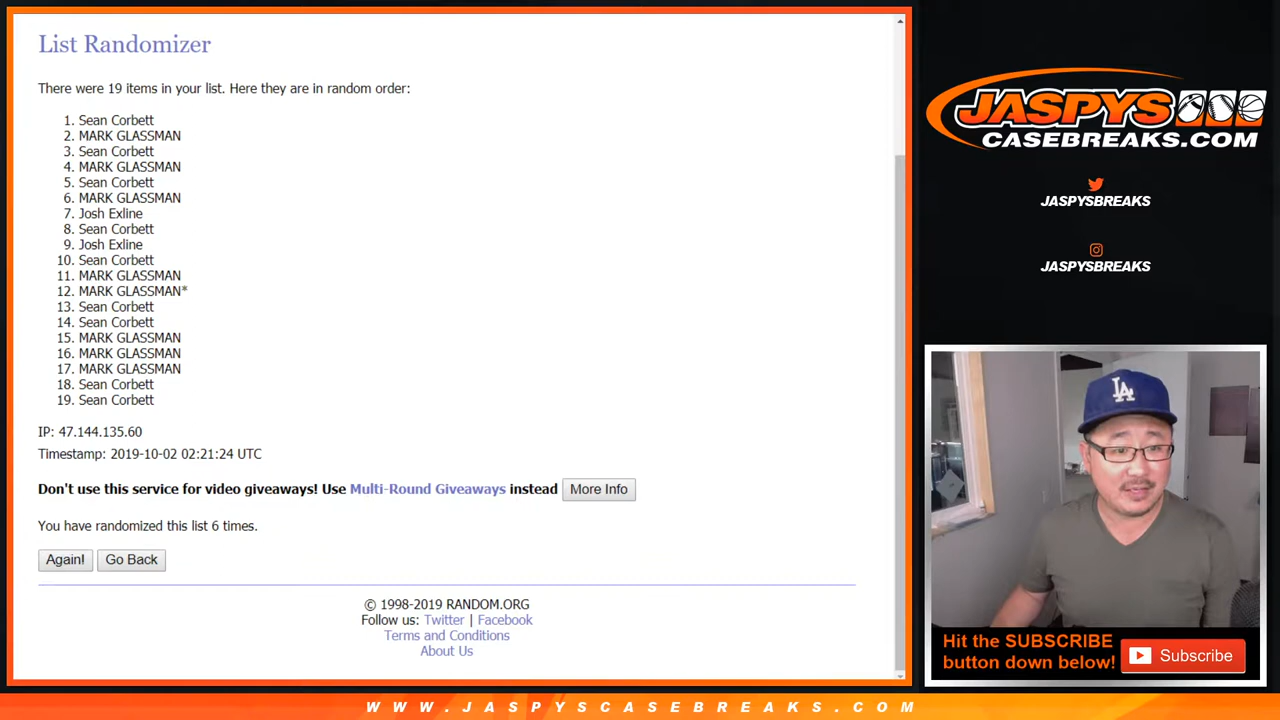 List Randomizer
There were 19 items in your list. Here they are in random order:
1. Sean Corbett
2. MARK GLASSMAN
3. Sean Corbett
4. MARK GLASSMAN
5. Sean Corbett
6. MARK GLASSMAN
7. Josh Exline
8. Sean Corbett
9. Josh Exline
10. Sean Corbett
11. MARK GLASSMAN
12. MARK GLASSMAN*
13. Sean Corbett
14. Sean Corbett
15. MARK GLASSMAN
16. MARK GLASSMAN
17. MARK GLASSMAN
18. Sean Corbett
19. Sean Corbett
IP: 47.144.135.60
Timestamp: 2019-10-02 02:21:24 UTC
Don't use this service for video giveaways! Use Multi-Round Giveaways instead More Info
You have randomized this list 6 times.
Again! Go Back
© 1998-2019 RANDOM.ORG
Follow us: Twitter | Facebook
Terms and Conditions
About Us
JASPYS
CASEBREAKS.COM
JASPYSBREAKS
JASPYSBREAKS
LA
Hit the SUBSCRIBE
button down below!
Subscribe
WWW.JASPYSCASEBREAKS.COM